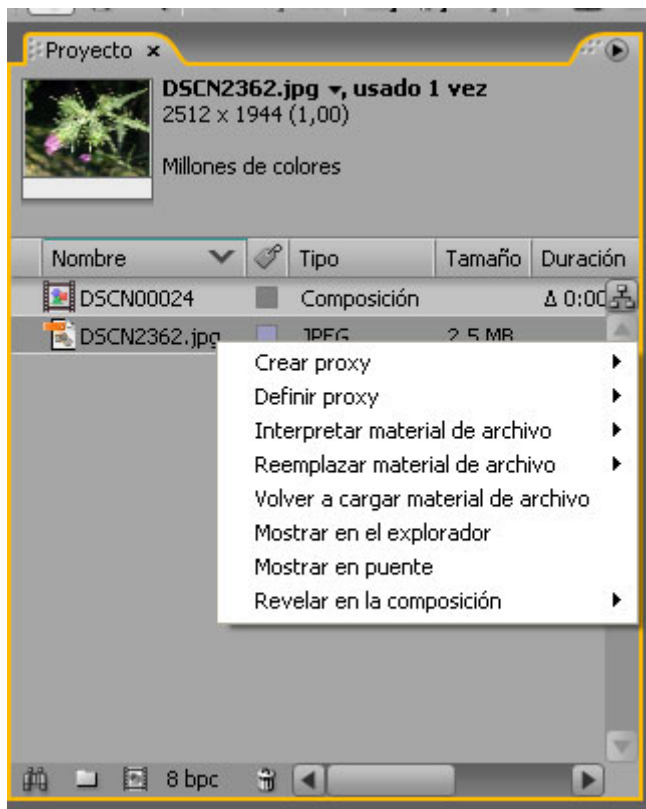 Proyecto
DSCN2362.jpg , usado 1 vez
2512 x 1944 (1,00)
Millones de colores
Nombre Tipo Tamaño Duración
DSCN00024 Composición Δ 0:00
DSCN2362.jpg JPEG 2,5 MB
Crear proxy
Definir proxy
Interpretar material de archivo
Reemplazar material de archivo
Volver a cargar material de archivo
Mostrar en el explorador
Mostrar en puente
Revelar en la composición
8 bpc